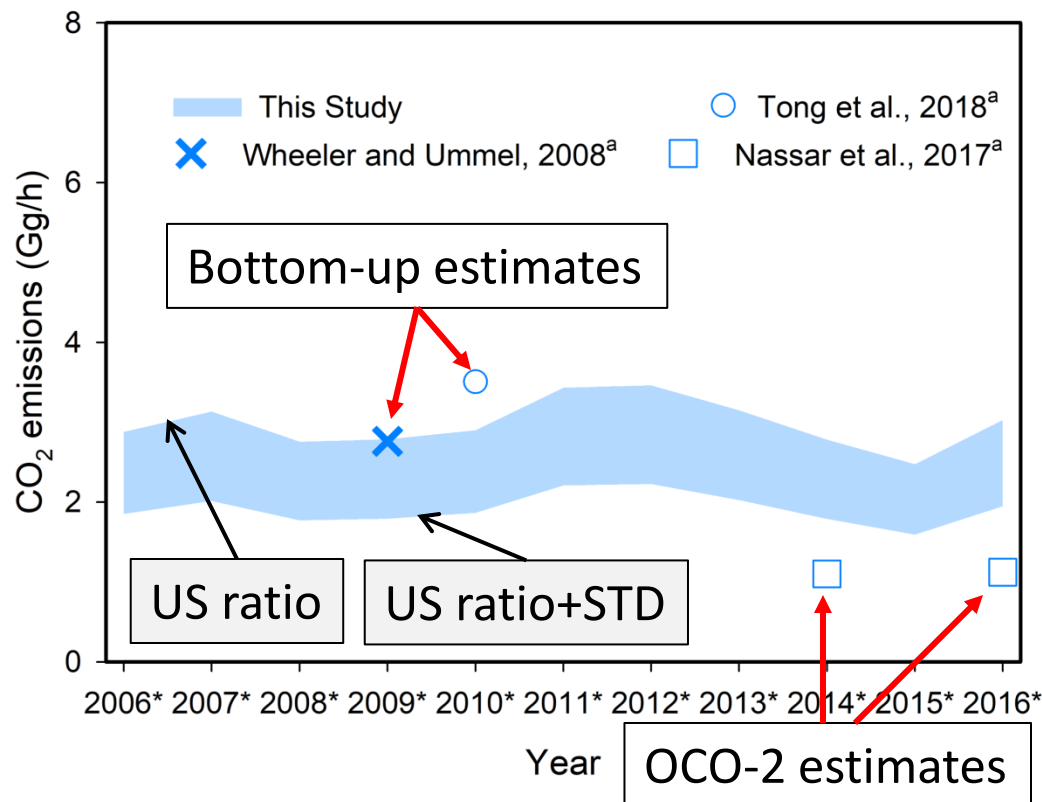 8
This Study
Tong et al., 2018ᵃ
Wheeler and Ummel, 2008ᵃ
Nassar et al., 2017ᵃ
6
CO₂ emissions (Gg/h)
Bottom-up estimates
4
2
US ratio
US ratio+STD
0
2006* 2007* 2008* 2009* 2010* 2011* 2012* 2013* 2014* 2015* 2016*
Year
OCO-2 estimates